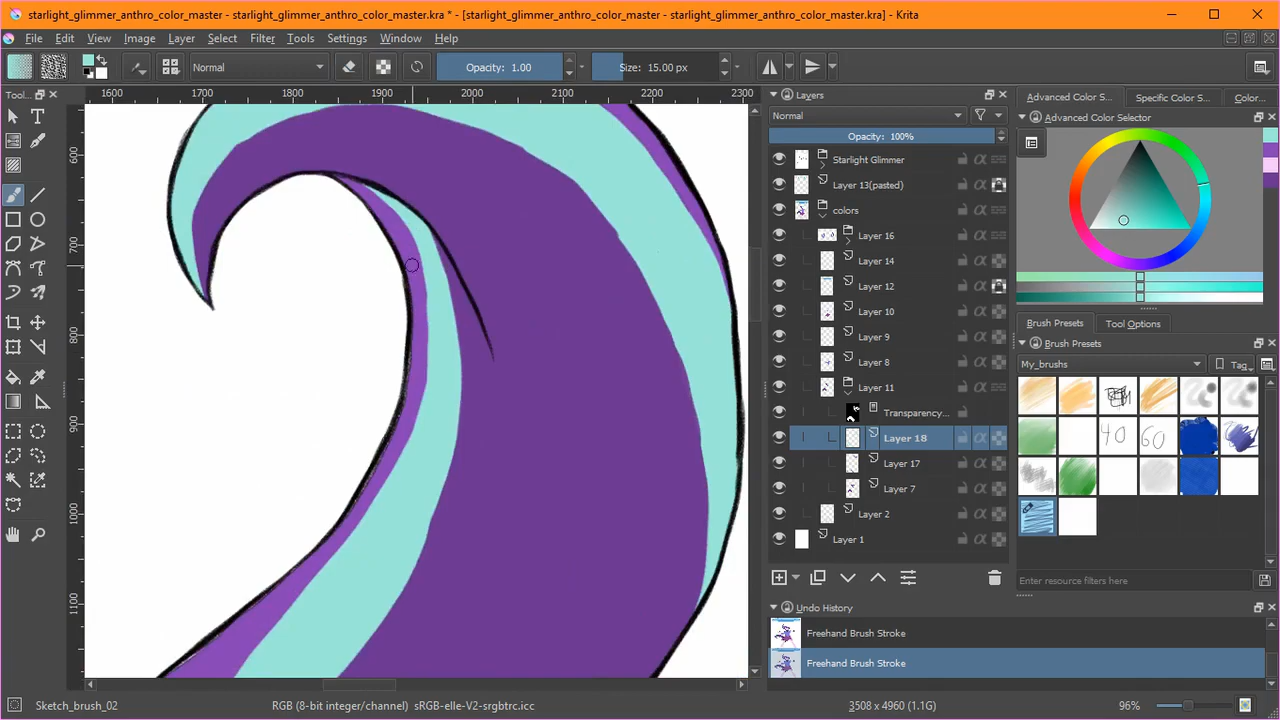 starlight_glimmer_anthro_color_master.kra * - [starlight_glimmer_anthro_color_master - starlight_glimmer_anthro_color_master.kra] - Krita
File Edit View Image Layer Select Filter Tools Settings Window Help
Normal Opacity: 1.00 Size: 15.00 px
Tool...
1600 1700 1800 1900 2000 2100 2200 2300
600
700
800
900
1000
1100
Layers
Normal
Opacity: 100%
Starlight Glimmer
Layer 13(pasted)
colors
Layer 16
Layer 14
Layer 12
Layer 10
Layer 9
Layer 8
Layer 11
Transparency...
Layer 18
Layer 17
Layer 7
Layer 2
Layer 1
Undo History
Freehand Brush Stroke
Freehand Brush Stroke
Advanced Color S... Specific Color S... Color...
Advanced Color Selector
Brush Presets Tool Options
Brush Presets
My_brushes Tag
40 60
Enter resource filters here
Sketch_brush_02 RGB (8-bit integer/channel) sRGB-elle-V2-srgbtrc.icc 3508 x 4960 (1.1G) 96%